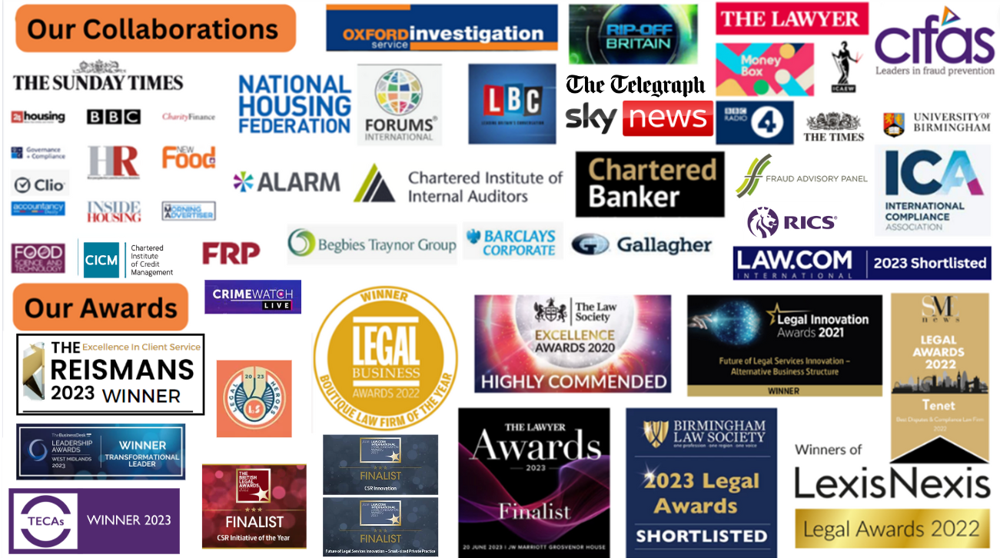 Our Collaborations
OXFORDinvestigation
service
RIP-OFF
BRITAIN
THE LAWYER
cifas
Leaders in fraud prevention
THE SUNDAY TIMES
NATIONAL
HOUSING
FEDERATION
FORUMS®
INTERNATIONAL
LBC
LEADING BRITAIN'S CONVERSATION
The Telegraph
sky news
Money
Box
ICAEW
BBC
RADIO
4
THE TIMES
UNIVERSITY OF
BIRMINGHAM
24 housing
BBC
CharityFinance
Governance
+ Compliance
HR
NEW
Food
Clio
accountancy
INSIDE
HOUSING
THE
MORNING
ADVERTISER
ALARM
Chartered Institute of
Internal Auditors
Chartered
Banker
FRAUD ADVISORY PANEL
RICS®
ICA
INTERNATIONAL
COMPLIANCE
ASSOCIATION
FOOD
SCIENCE AND
TECHNOLOGY
CICM
Chartered
Institute
of Credit
Management
FRP
Begbies Traynor Group
BARCLAYS
CORPORATE
G Gallagher
LAW.COM
INTERNATIONAL
2023 Shortlisted
Our Awards
CRIMEWATCH
LIVE
THE Excellence In Client Service
REISMANS
2023 WINNER
2023
LEGAL
HEROES
L&S
WINNER
LEGAL
BUSINESS
AWARDS 2022
BOUTIQUE LAW FIRM OF THE YEAR
The Law
Society
EXCELLENCE
AWARDS 2020
HIGHLY COMMENDED
Legal Innovation
Awards 2021
Future of Legal Services Innovation –
Alternative Business Structure
WINNER
SM
news
LEGAL
AWARDS
2022
Tenet
Best Disputes & Compliance Law Firm
2022
TheBusinessDesk
LEADERSHIP
AWARDS
WEST MIDLANDS
2023
WINNER
TRANSFORMATIONAL
LEADER
TECAs
WINNER 2023
THE
BRITISH
LEGAL
AWARDS
2022
FINALIST
CSR Initiative of the Year
LAW.COM
INTERNATIONAL
FINALIST
CSR Innovation
LAW.COM
INTERNATIONAL
FINALIST
Future of Legal Services Innovation – Small-sized Private Practice
THE LAWYER
Awards
2023
Finalist
20 JUNE 2023 | JW MARRIOTT GROSVENOR HOUSE
BIRMINGHAM
LAW SOCIETY
one profession one region one voice
2023 Legal
Awards
SHORTLISTED
Winners of
LexisNexis
Legal Awards 2022